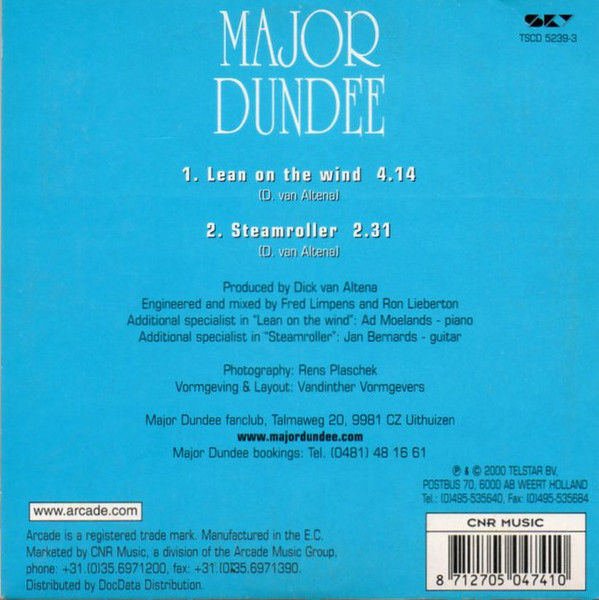 SKY
TSCD 5239-3
MAJOR
DUNDEE
1. Lean on the wind 4.14
(D. van Altena)
2. Steamroller 2.31
(D. van Altena)
Produced by Dick van Altena
Engineered and mixed by Fred Limpens and Ron Lieberton
Additional specialist in "Lean on the wind": Ad Moelands - piano
Additional specialist in "Steamroller": Jan Bernards - guitar
Photography: Rens Plaschek
Vormgeving & Layout: Vandinther Vormgevers
Major Dundee fanclub, Talmaweg 20, 9981 CZ Uithuizen
www.majordundee.com
Major Dundee bookings: Tel. (0481) 48 16 61
℗ & © 2000 TELSTAR BV,
POSTBUS 70, 6000 AB WEERT HOLLAND
Tel.: (0)495-535640, Fax: (0)495-535684
www.arcade.com
Arcade is a registered trade mark. Manufactured in the E.C.
Marketed by CNR Music, a division of the Arcade Music Group,
phone: +31.(0)35.6971200, fax: +31.(0)35.6971390.
Distributed by DocData Distribution.
CNR MUSIC
8 712705 047410